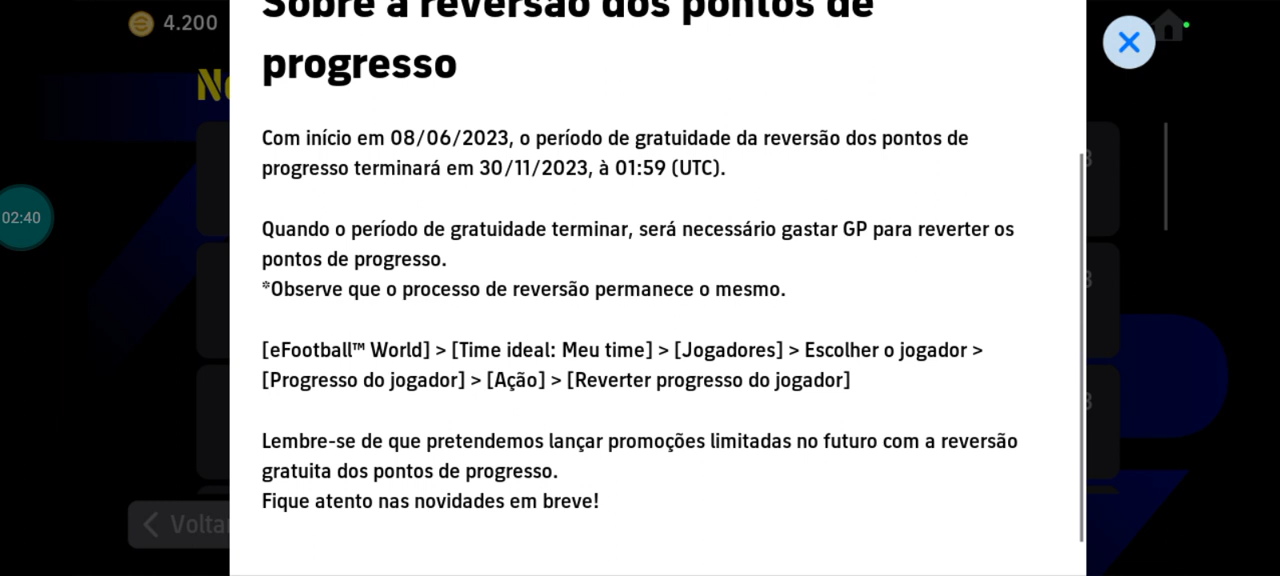 4.200
Sobre a reversão dos pontos de
progresso
02:40
Com início em 08/06/2023, o período de gratuidade da reversão dos pontos de
progresso terminará em 30/11/2023, à 01:59 (UTC).
Quando o período de gratuidade terminar, será necessário gastar GP para reverter os
pontos de progresso.
*Observe que o processo de reversão permanece o mesmo.
[eFootball™ World] > [Time ideal: Meu time] > [Jogadores] > Escolher o jogador >
[Progresso do jogador] > [Ação] > [Reverter progresso do jogador]
Lembre-se de que pretendemos lançar promoções limitadas no futuro com a reversão
gratuita dos pontos de progresso.
Fique atento nas novidades em breve!